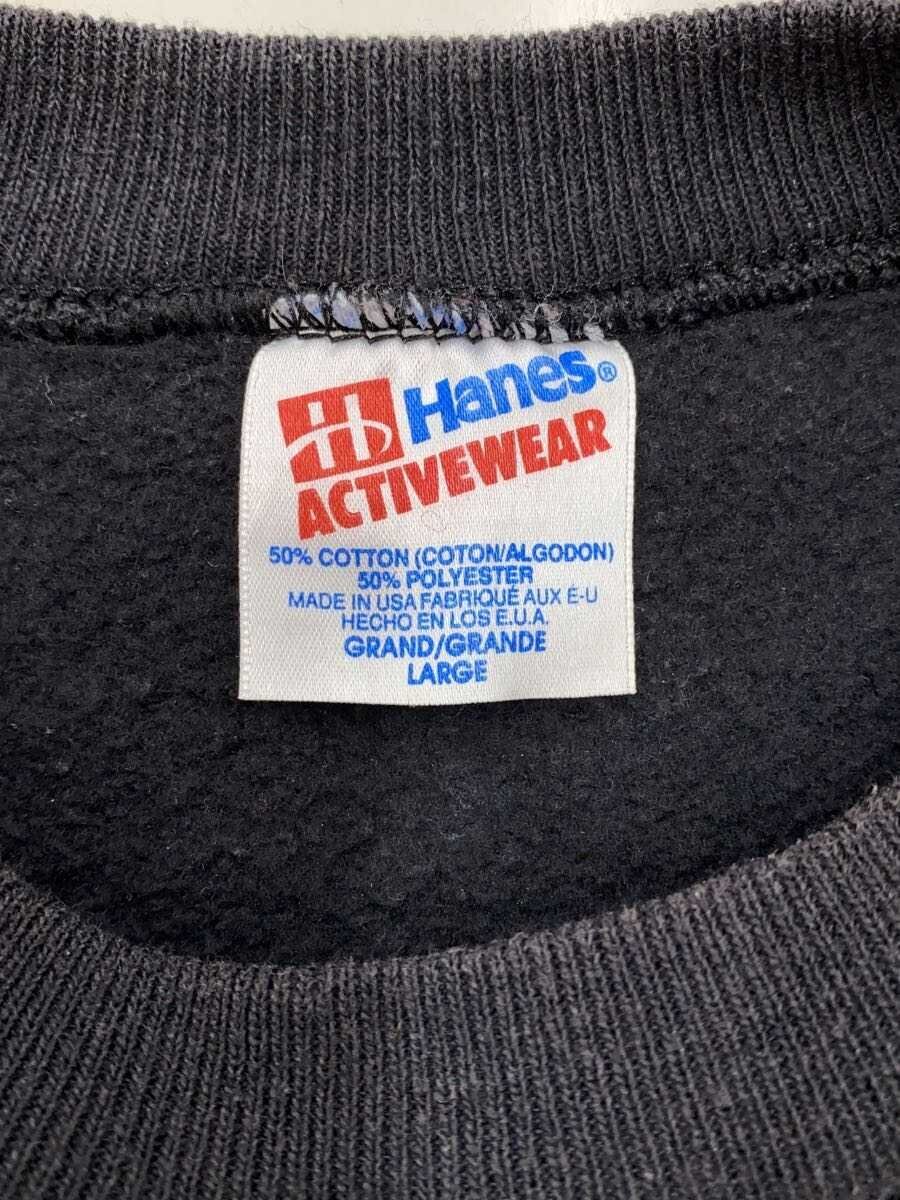 Hanes®
ACTIVEWEAR
50% COTTON (COTON/ALGODON)
50% POLYESTER
MADE IN USA FABRIQUÉ AUX É-U
HECHO EN LOS E.U.A.
GRAND/GRANDE
LARGE